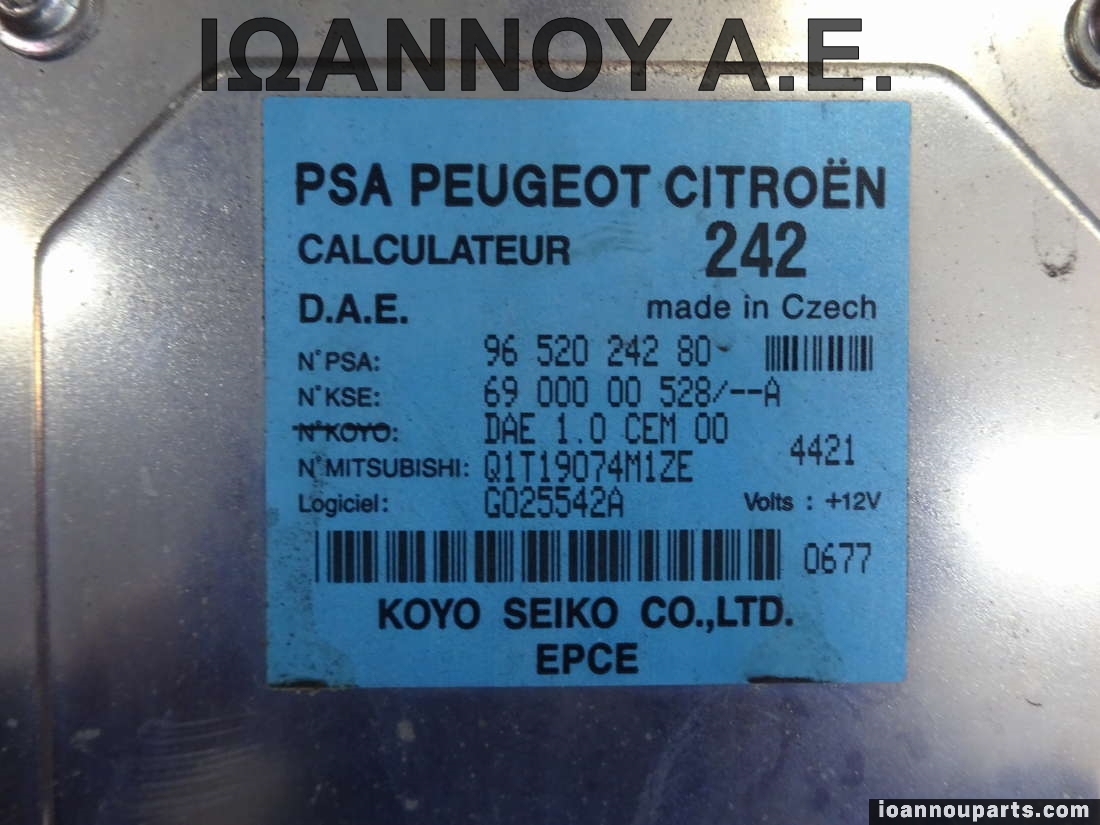 ΙΩΑΝΝΟΥ Α.Ε.
PSA PEUGEOT CITROËN
CALCULATEUR 242
D.A.E. made in Czech
N°PSA: 96 520 242 80
N°KSE: 69 000 00 528/--A
N°KOYO: DAE 1.0 CEM 00
4421
N°MITSUBISHI: Q1T19074M1ZE
Logiciel: G025542A Volts : +12V
0677
KOYO SEIKO CO.,LTD.
EPCE
ioannouparts.com